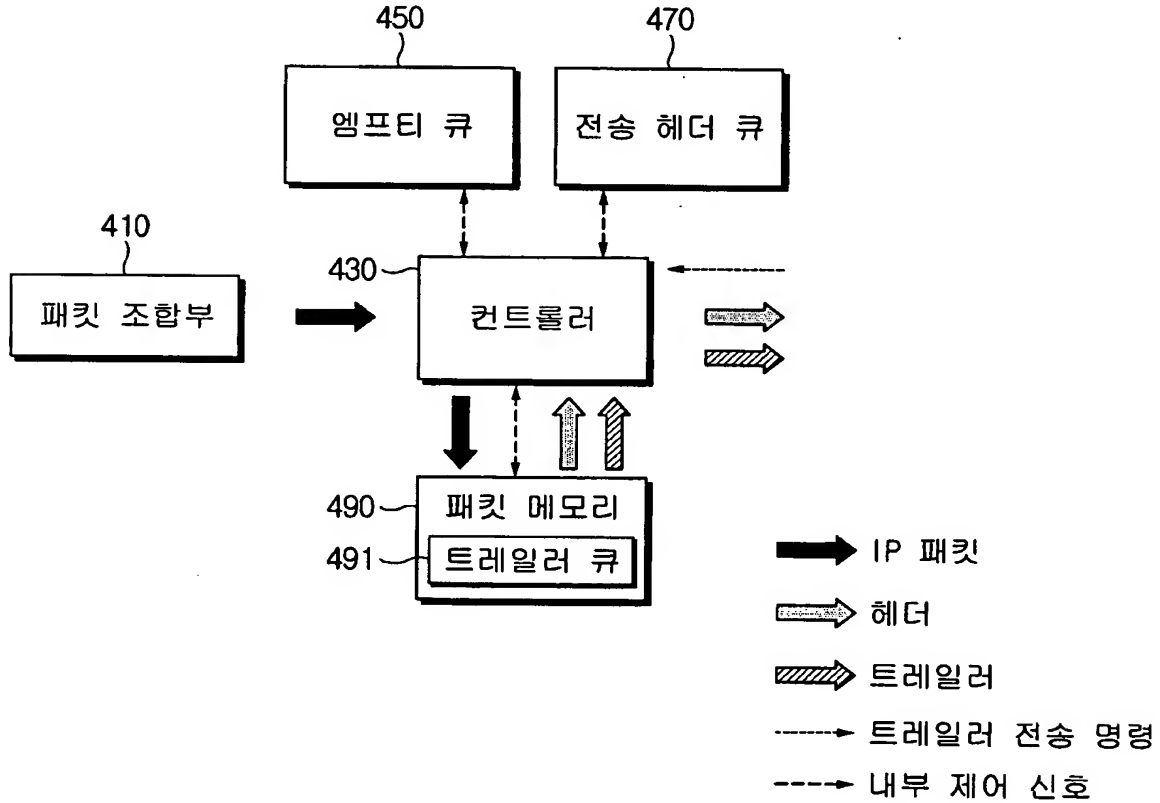 450
470
엠프티 큐
전송 헤더 큐
410
430
패킷 조합부
컨트롤러
490
패킷 메모리
491
트레일러 큐
IP 패킷
헤더
트레일러
트레일러 전송 명령
내부 제어 신호